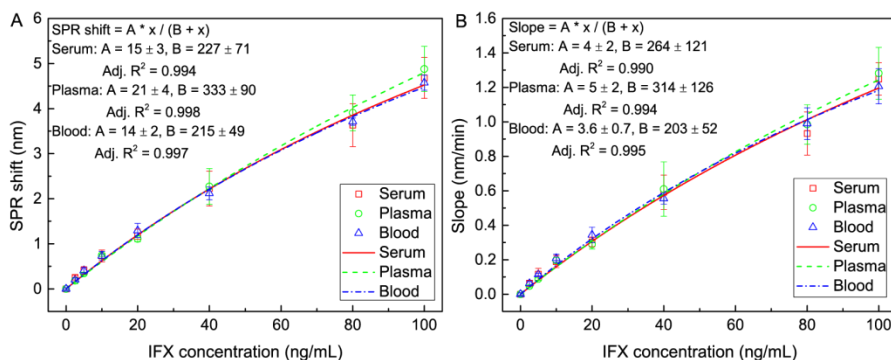 A
SPR shift = A * x / (B + x)
Serum: A = 15 ± 3, B = 227 ± 71
Adj. R² = 0.994
Plasma: A = 21 ± 4, B = 333 ± 90
Adj. R² = 0.998
Blood: A = 14 ± 2, B = 215 ± 49
Adj. R² = 0.997
SPR shift (nm)
6
5
4
3
2
1
0
Serum
Plasma
Blood
Serum
Plasma
Blood
0 20 40 60 80 100
IFX concentration (ng/mL)
B
Slope = A * x / (B + x)
Serum: A = 4 ± 2, B = 264 ± 121
Adj. R² = 0.990
Plasma: A = 5 ± 2, B = 314 ± 126
Adj. R² = 0.994
Blood: A = 3.6 ± 0.7, B = 203 ± 52
Adj. R² = 0.995
Slope (nm/min)
1.6
1.4
1.2
1.0
0.8
0.6
0.4
0.2
0.0
Serum
Plasma
Blood
Serum
Plasma
Blood
0 20 40 60 80 100
IFX concentration (ng/mL)